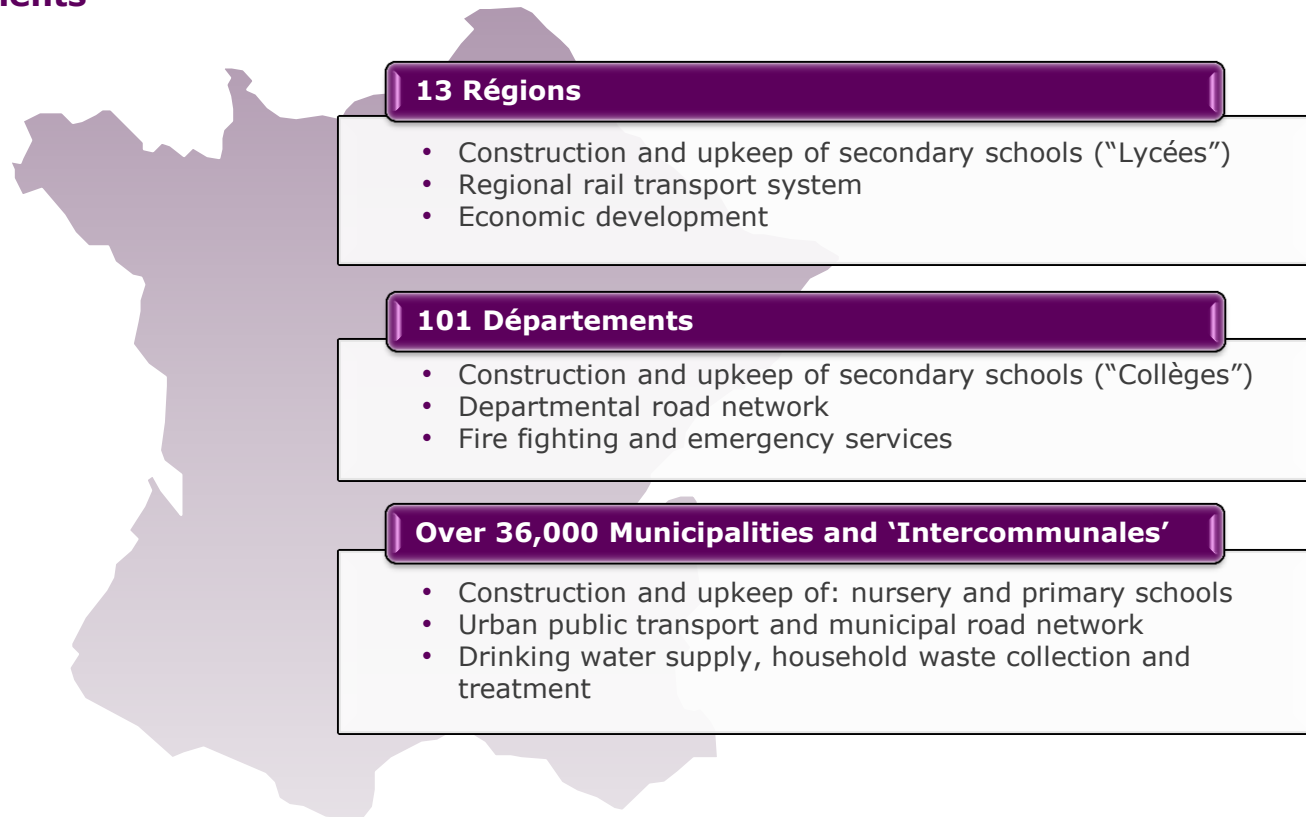 13 Régions
• Construction and upkeep of secondary schools (“Lycées”)
• Regional rail transport system
• Economic development
101 Départements
• Construction and upkeep of secondary schools (“Collèges”)
• Departmental road network
• Fire fighting and emergency services
Over 36,000 Municipalities and ‘Intercommunales’
• Construction and upkeep of: nursery and primary schools
• Urban public transport and municipal road network
• Drinking water supply, household waste collection and
treatment